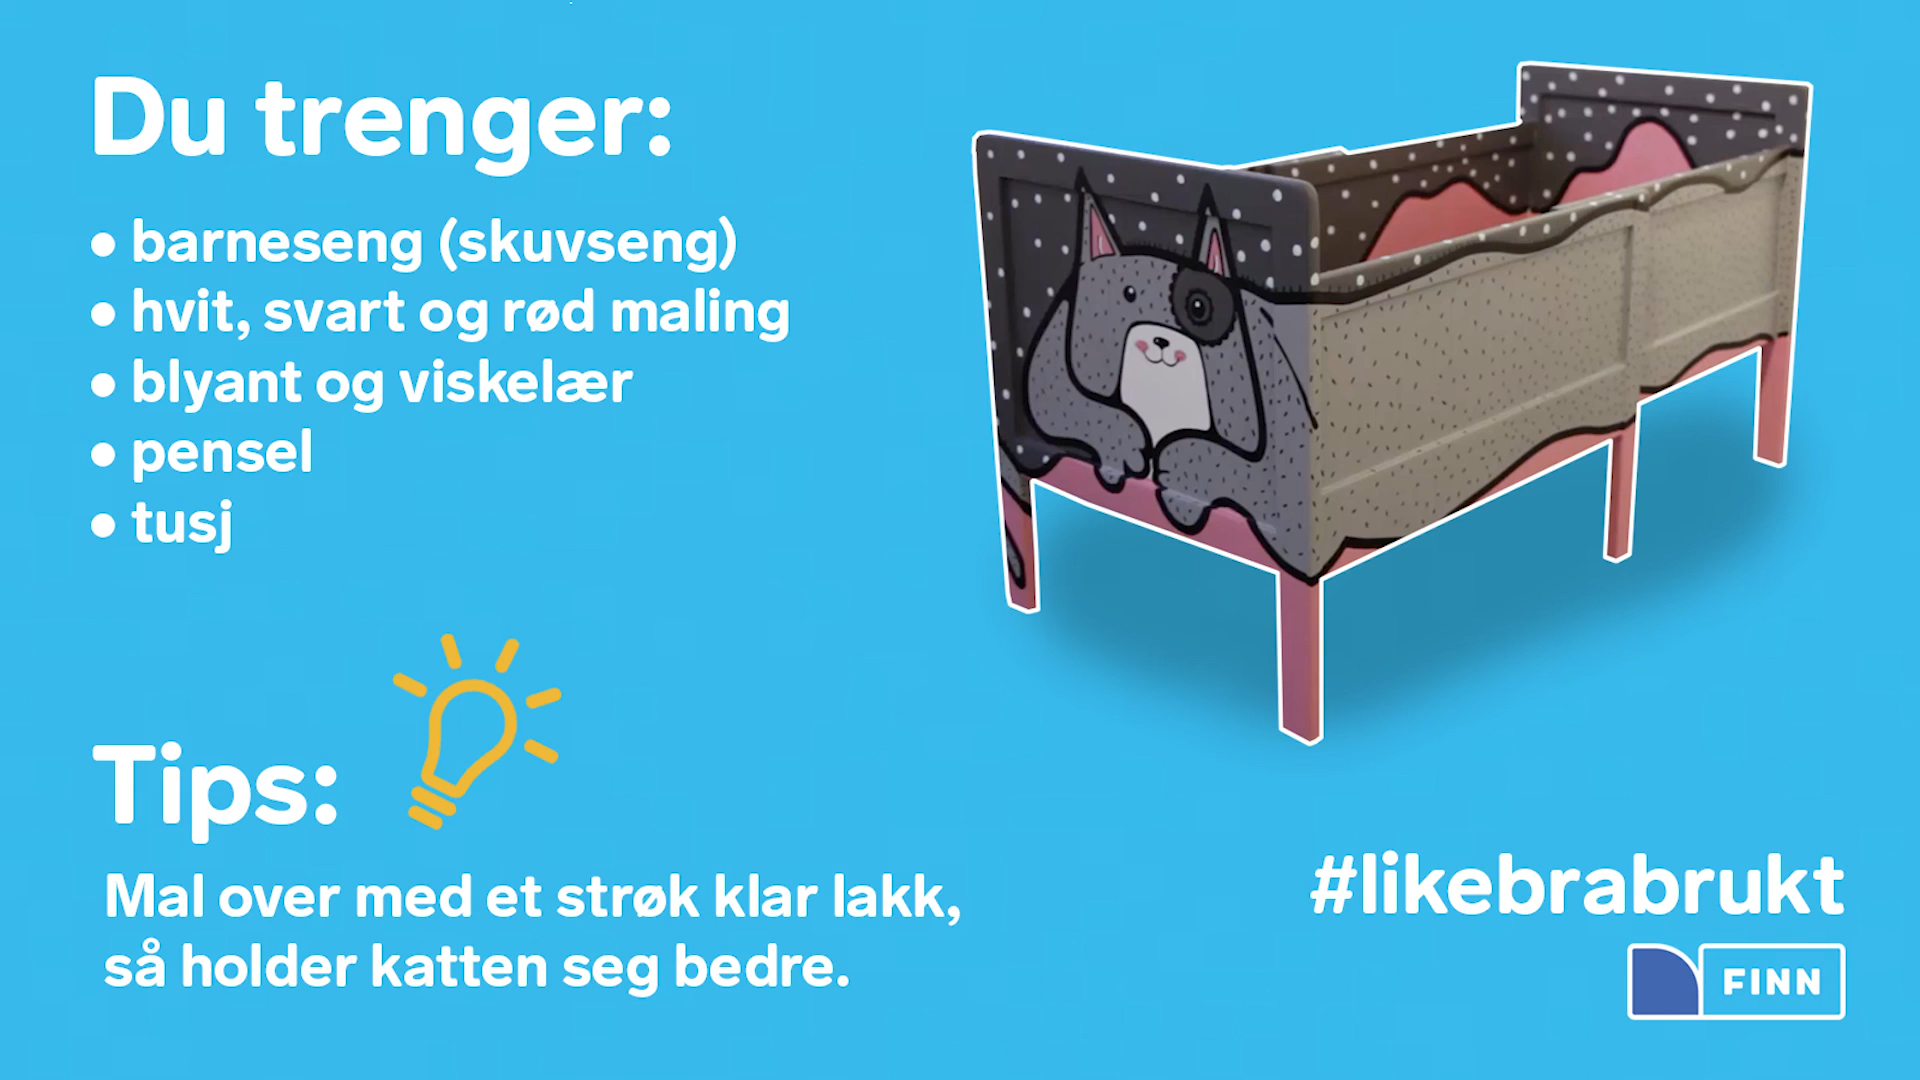 Du trenger:
• barneseng (skuvseng)
• hvit, svart og rød maling
• blyant og viskelær
• pensel
• tusj
Tips:
Mal over med et strøk klar lakk,
så holder katten seg bedre.
#likebrabrukt
FINN